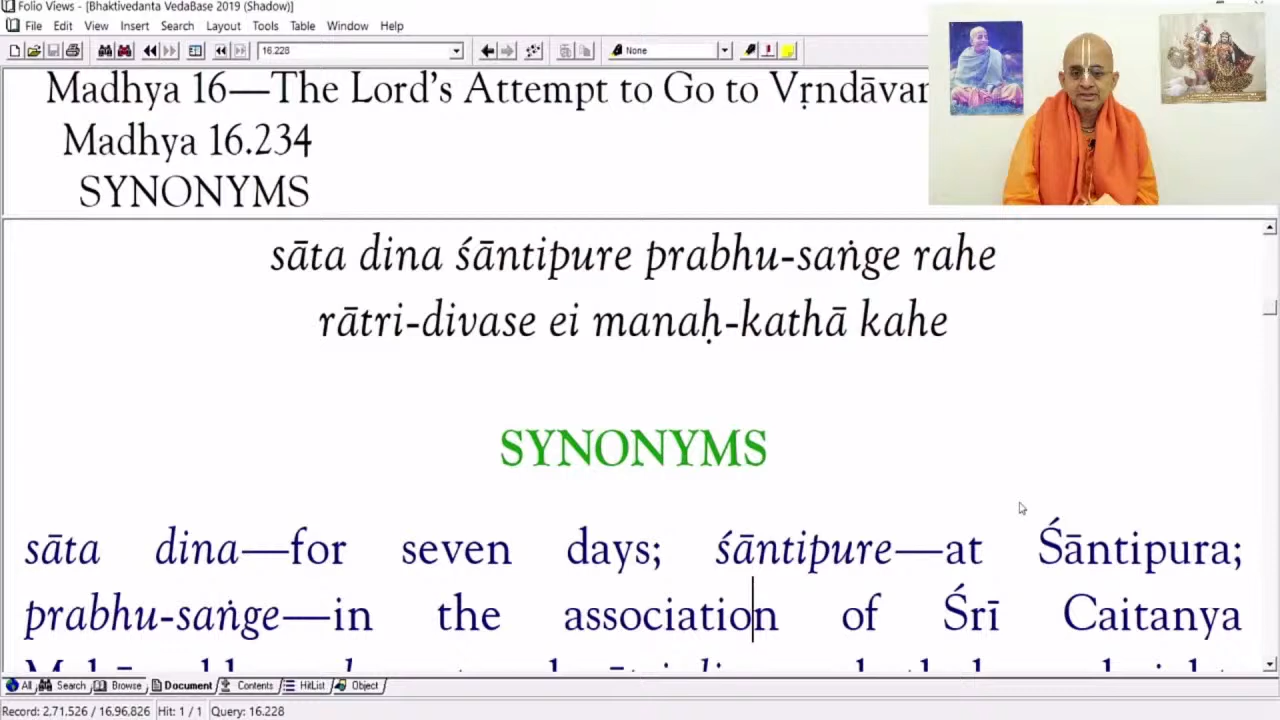 Folio Views - [Bhaktivedanta VedaBase 2019 (Shadow)]
File Edit View Insert Search Layout Tools Table Window Help
16.228 None
Madhya 16—The Lord's Attempt to Go to Vṛndāvan
Madhya 16.234
SYNONYMS
sāta dina śāntipure prabhu-saṅge rahe
rātri-divase ei manaḥ-kathā kahe
SYNONYMS
sāta dina—for seven days; śāntipure—at Śāntipura;
prabhu-saṅge—in the association of Śrī Caitanya
All Search Browse Document Contents HitList Object
Record: 2,71,526 / 16,96,826 Hit: 1 / 1 Query: 16.228